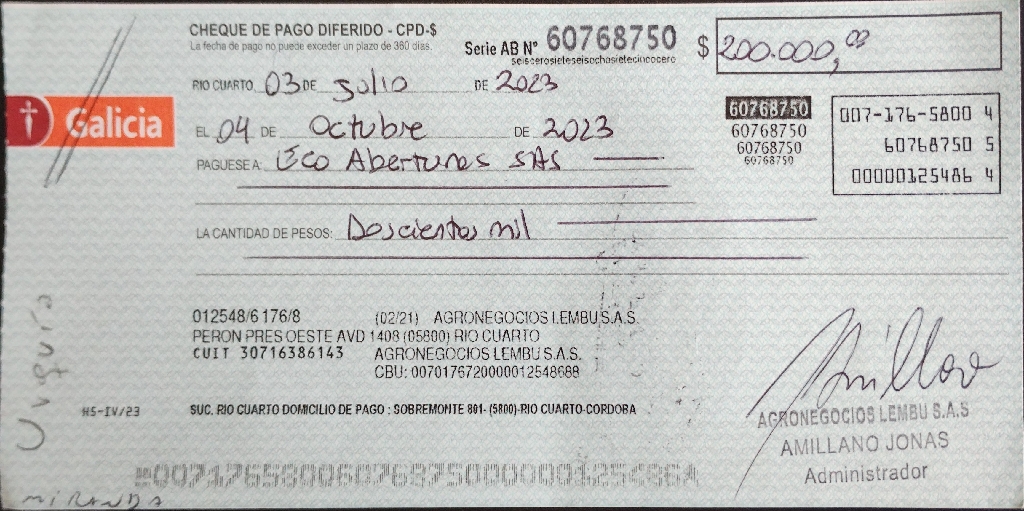 CHEQUE DE PAGO DIFERIDO - CPD-$
La fecha de pago no puede exceder un plazo de 360 días.
Serie AB N° 60768750
seiscerosieteseisochosietecincocero
$ 200.000,00
RIO CUARTO, 03 DE Julio DE 2023
Galicia
EL 04 DE Octubre DE 2023
PAGUESE A: Eco Aberturas SAS
60768750
60768750
60768750
60768750
007-176-5800 4
60768750 5
00000125486 4
LA CANTIDAD DE PESOS: Doscientos mil
012548/6 176/8 (02/21) AGRONEGOCIOS LEMBU S.A.S.
PERON PRES OESTE AVD 1408 (05800) RIO CUARTO
CUIT 30716386143 AGRONEGOCIOS LEMBU S.A.S.
CBU: 0070176720000012548688
HS-IV/23
SUC. RIO CUARTO DOMICILIO DE PAGO : SOBREMONTE 801- (5800)-RIO CUARTO-CORDOBA
AGRONEGOCIOS LEMBU S.A.S
AMILLANO JONAS
Administrador
MIRANDA